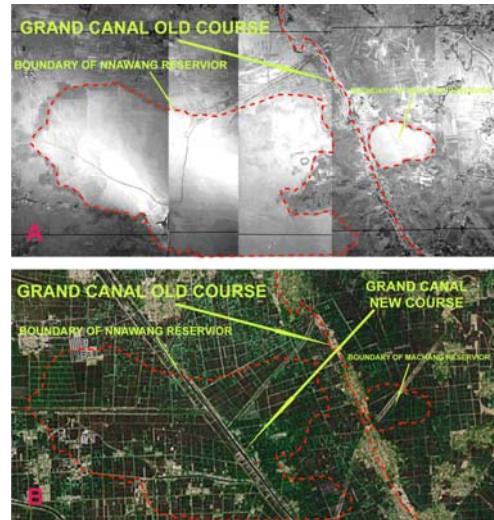 GRAND CANAL OLD COURSE
BOUNDARY OF NNAWANG RESERVIOR
A
GRAND CANAL OLD COURSE
GRAND CANAL
NEW COURSE
BOUNDARY OF NNAWANG RESERVIOR
BOUNDARY OF MACHANG RESERVIOR
B